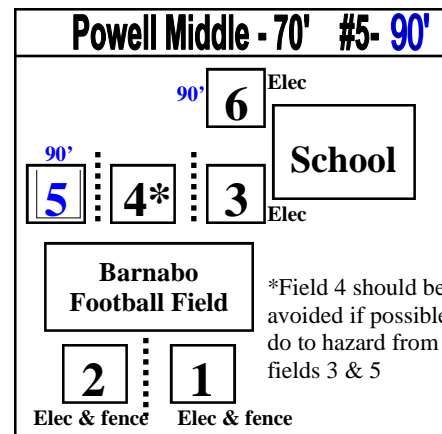 Powell Middle - 70' #5- 90'
90' 6 Elec
School
90'
5 4* 3 Elec
Barnabo
Football Field
*Field 4 should be
avoided if possible
do to hazard from
fields 3 & 5
2 1
Elec & fence Elec & fence